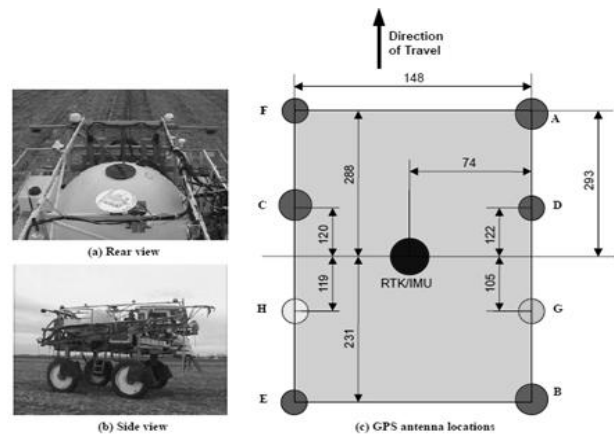 Direction
of Travel
148
F
A
288
293
74
C
D
120
122
(a) Rear view
RTK/IMU
119
105
H
G
231
E
B
(b) Side view
(c) GPS antenna locations